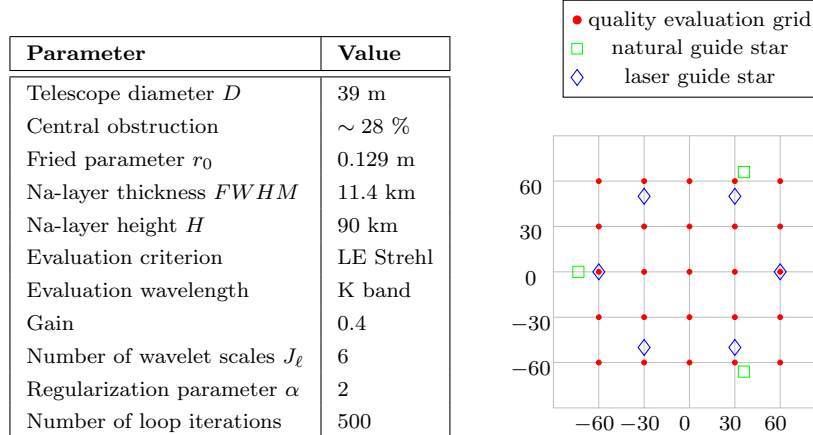 Parameter Value
Telescope diameter D 39 m
Central obstruction ∼ 28 %
Fried parameter r₀ 0.129 m
Na-layer thickness FWHM 11.4 km
Na-layer height H 90 km
Evaluation criterion LE Strehl
Evaluation wavelength K band
Gain 0.4
Number of wavelet scales J_ℓ 6
Regularization parameter α 2
Number of loop iterations 500
quality evaluation grid
natural guide star
laser guide star
60
30
0
−30
−60
−60 −30 0 30 60